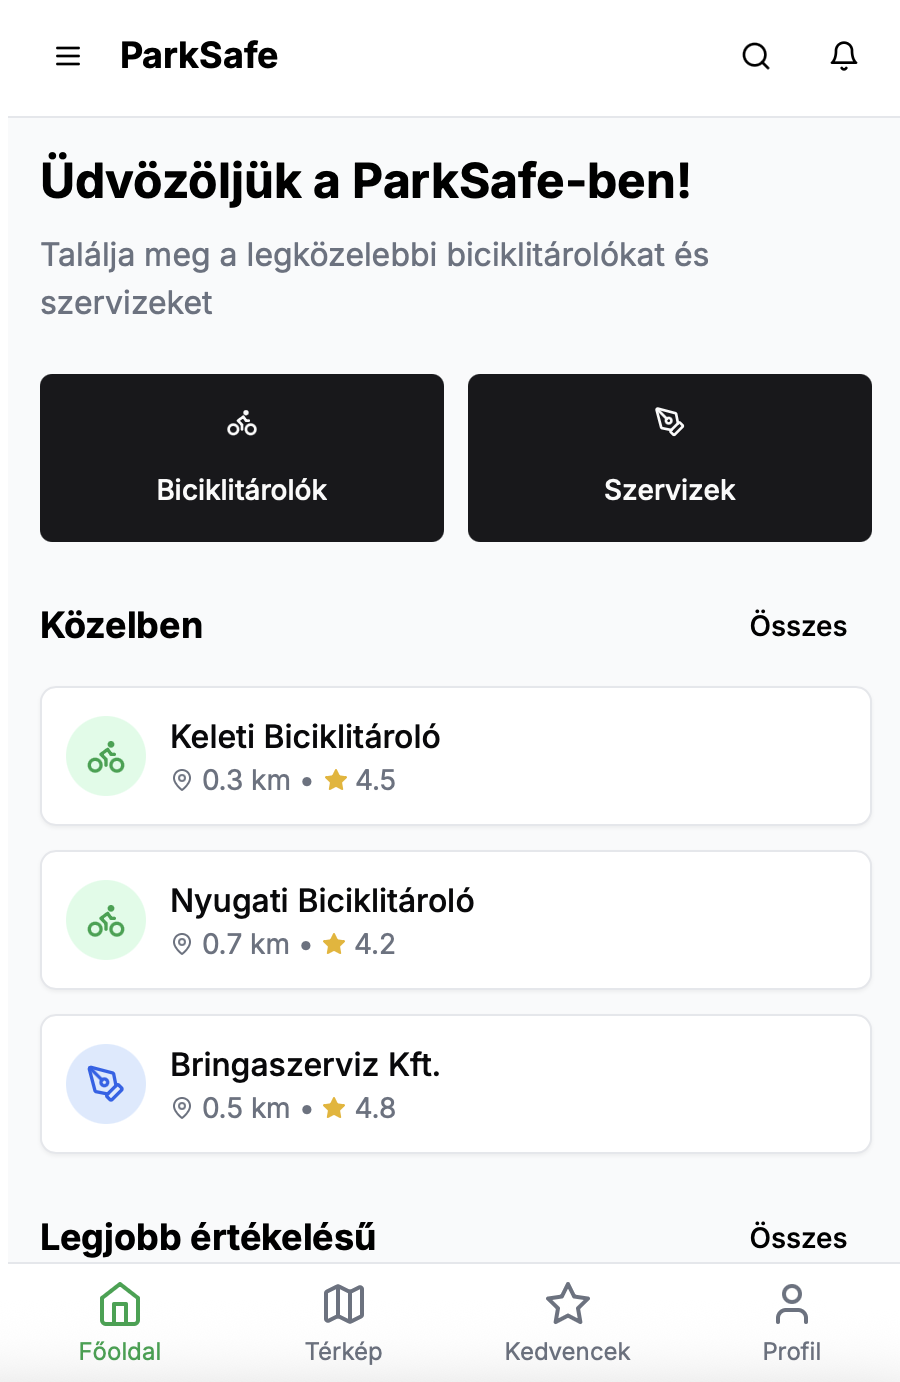 ParkSafe
Üdvözöljük a ParkSafe-ben!
Találja meg a legközelebbi biciklitárolókat és
szervizeket
Biciklitárolók
Szervizek
Közelben
Összes
Keleti Biciklitároló
0.3 km • 4.5
Nyugati Biciklitároló
0.7 km • 4.2
Bringaszerviz Kft.
0.5 km • 4.8
Legjobb értékelésű
Összes
Főoldal
Térkép
Kedvencek
Profil